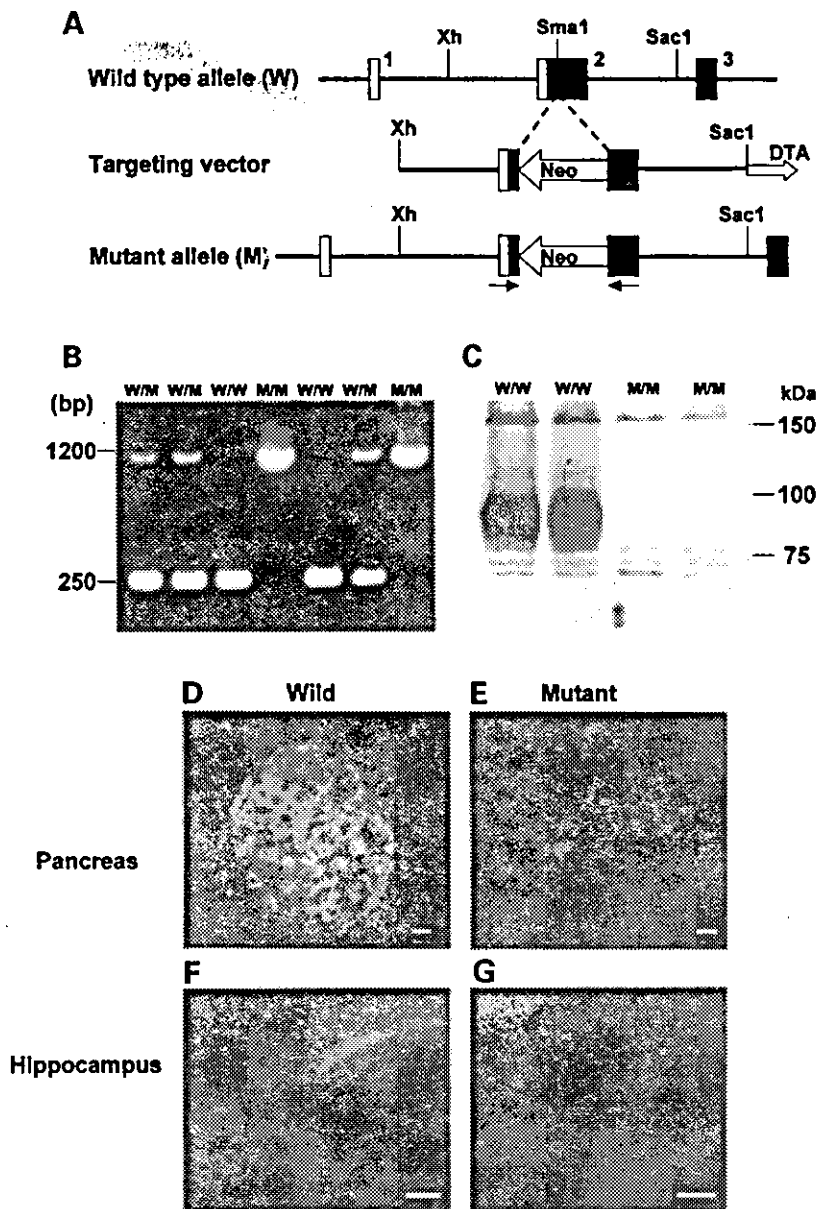 A
Xh Sma1 Sac1
1 2 3
Wild type allele (W)
Xh Sac1
DTA
Targeting vector
Neo
Xh Sac1
Mutant allele (M)
Neo
B
W/M W/M W/W M/M W/W W/M M/M
(bp)
1200
250
C
W/W W/W M/M M/M
kDa
150
100
75
D Wild E Mutant
Pancreas
F G
Hippocampus